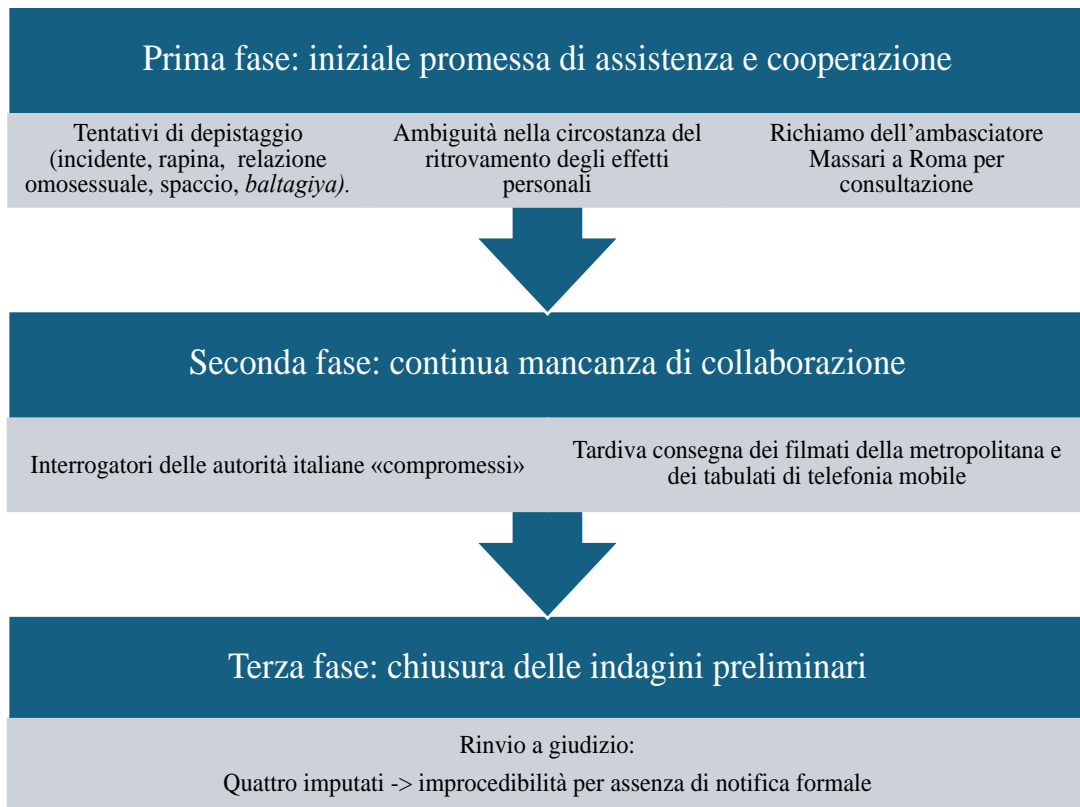 Prima fase: iniziale promessa di assistenza e cooperazione
Tentativi di depistaggio
(incidente, rapina, relazione
omosessuale, spaccio, baltagiya).
Ambiguità nella circostanza del
ritrovamento degli effetti
personali
Richiamo dell’ambasciatore
Massari a Roma per
consultazione
Seconda fase: continua mancanza di collaborazione
Interrogatori delle autorità italiane «compromessi»
Tardiva consegna dei filmati della metropolitana e
dei tabulati di telefonia mobile
Terza fase: chiusura delle indagini preliminari
Rinvio a giudizio:
Quattro imputati -> improcedibilità per assenza di notifica formale